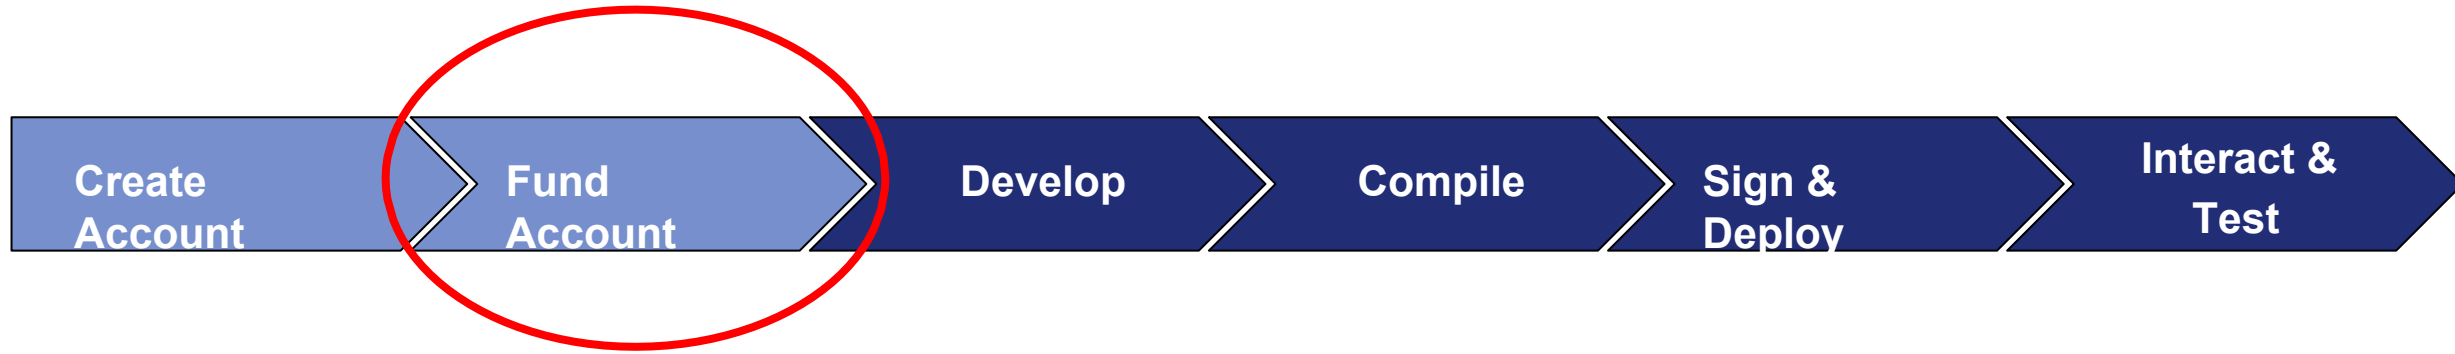 Create
Account
Fund
Account
Develop
Compile
Sign &
Deploy
Interact &
Test